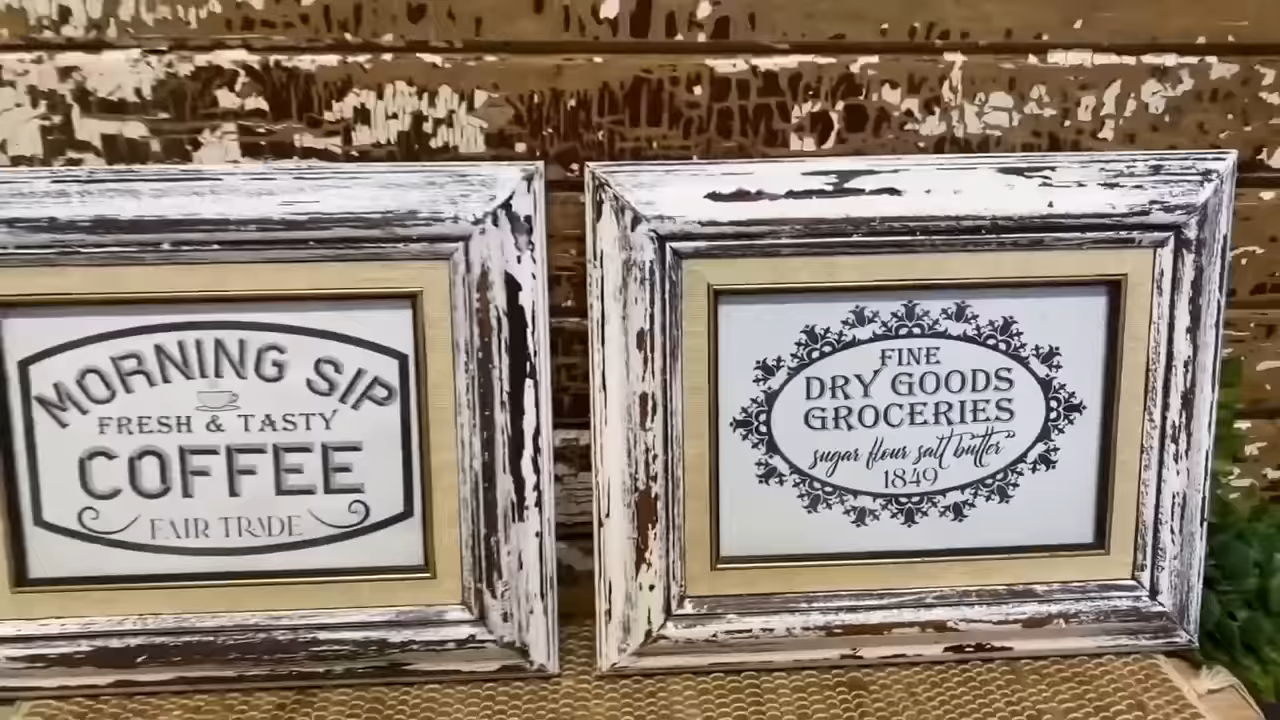 MORNING SIP
FRESH & TASTY
COFFEE
FAIR TRADE
FINE
DRY GOODS
GROCERIES
sugar flour salt butter
1849